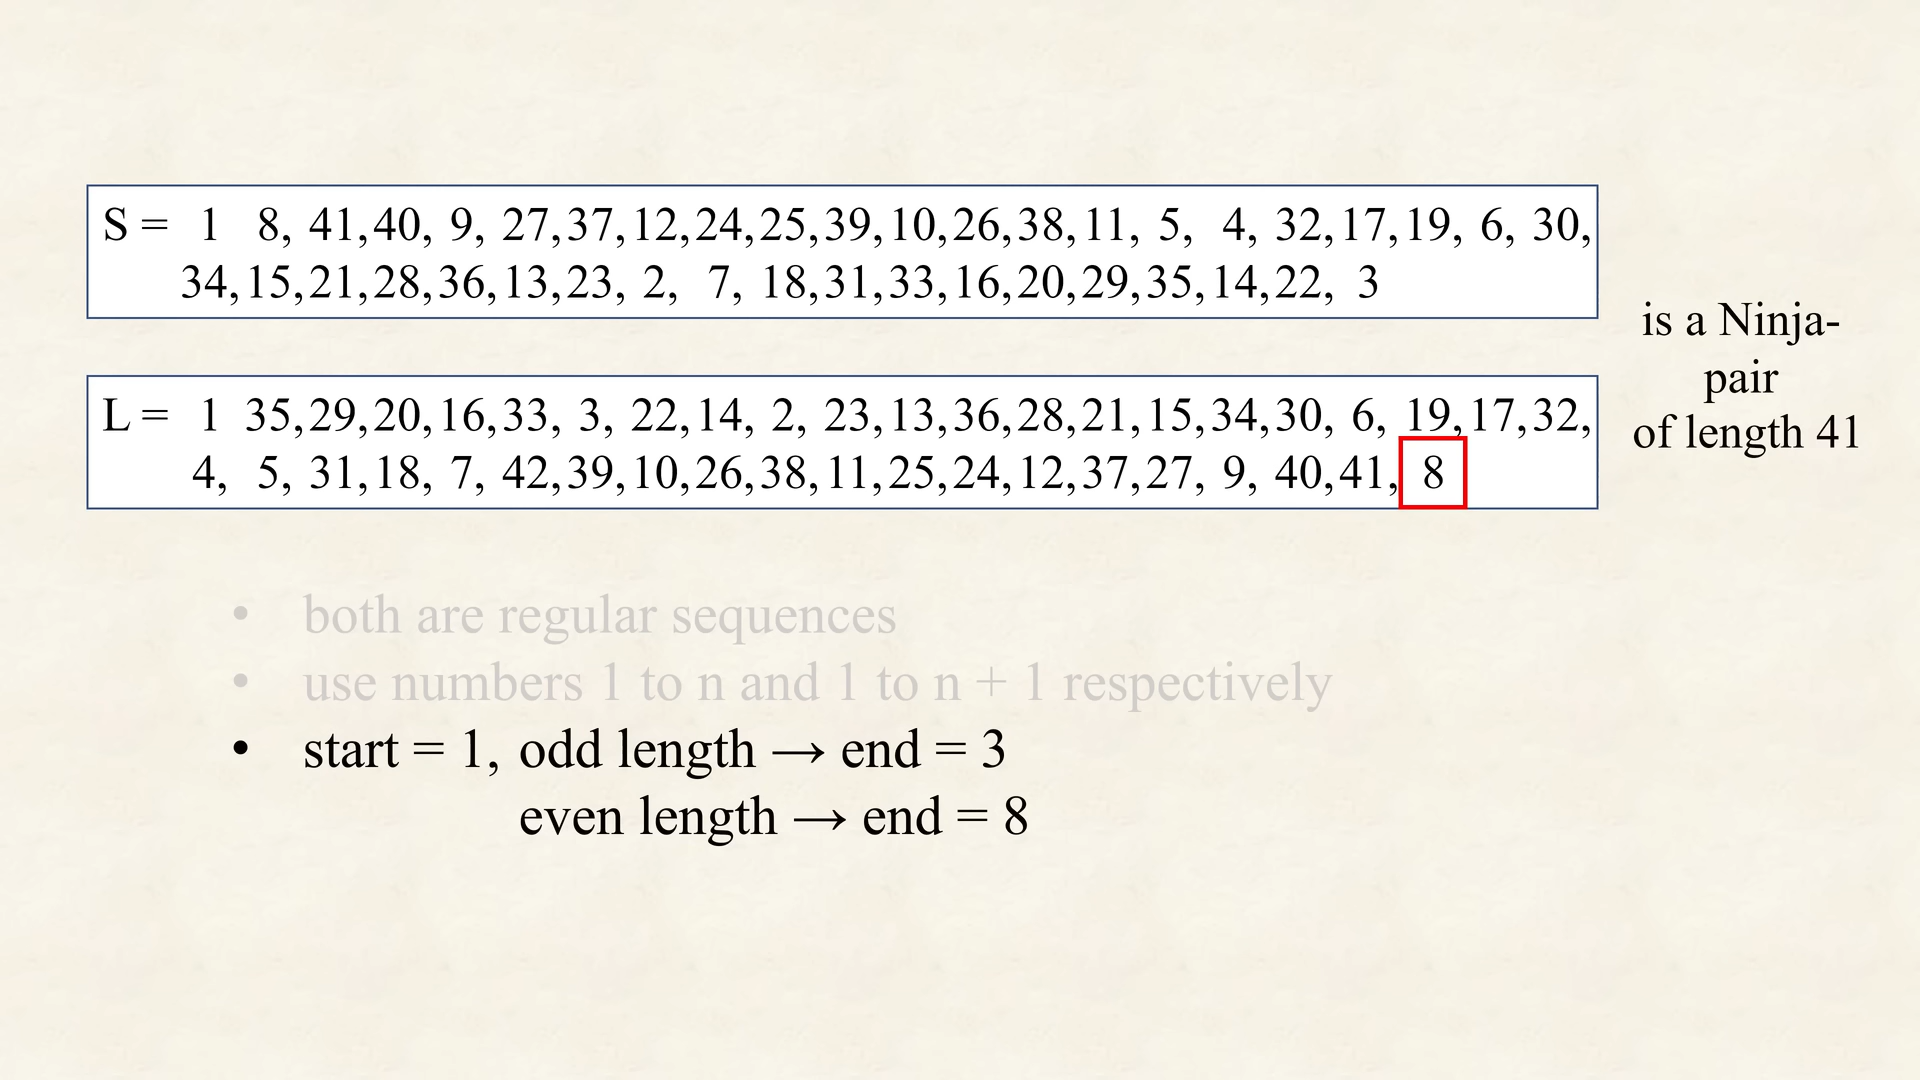 S = 1 8, 41,40, 9, 27,37,12,24,25,39,10,26,38,11, 5, 4, 32,17,19, 6, 30,
34,15,21,28,36,13,23, 2, 7, 18,31,33,16,20,29,35,14,22, 3
L = 1 35,29,20,16,33, 3, 22,14, 2, 23,13,36,28,21,15,34,30, 6, 19,17,32,
4, 5, 31,18, 7, 42,39,10,26,38,11,25,24,12,37,27, 9, 40,41, 8
is a Ninja-
pair
of length 41
• both are regular sequences
• use numbers 1 to n and 1 to n + 1 respectively
• start = 1, odd length → end = 3
even length → end = 8